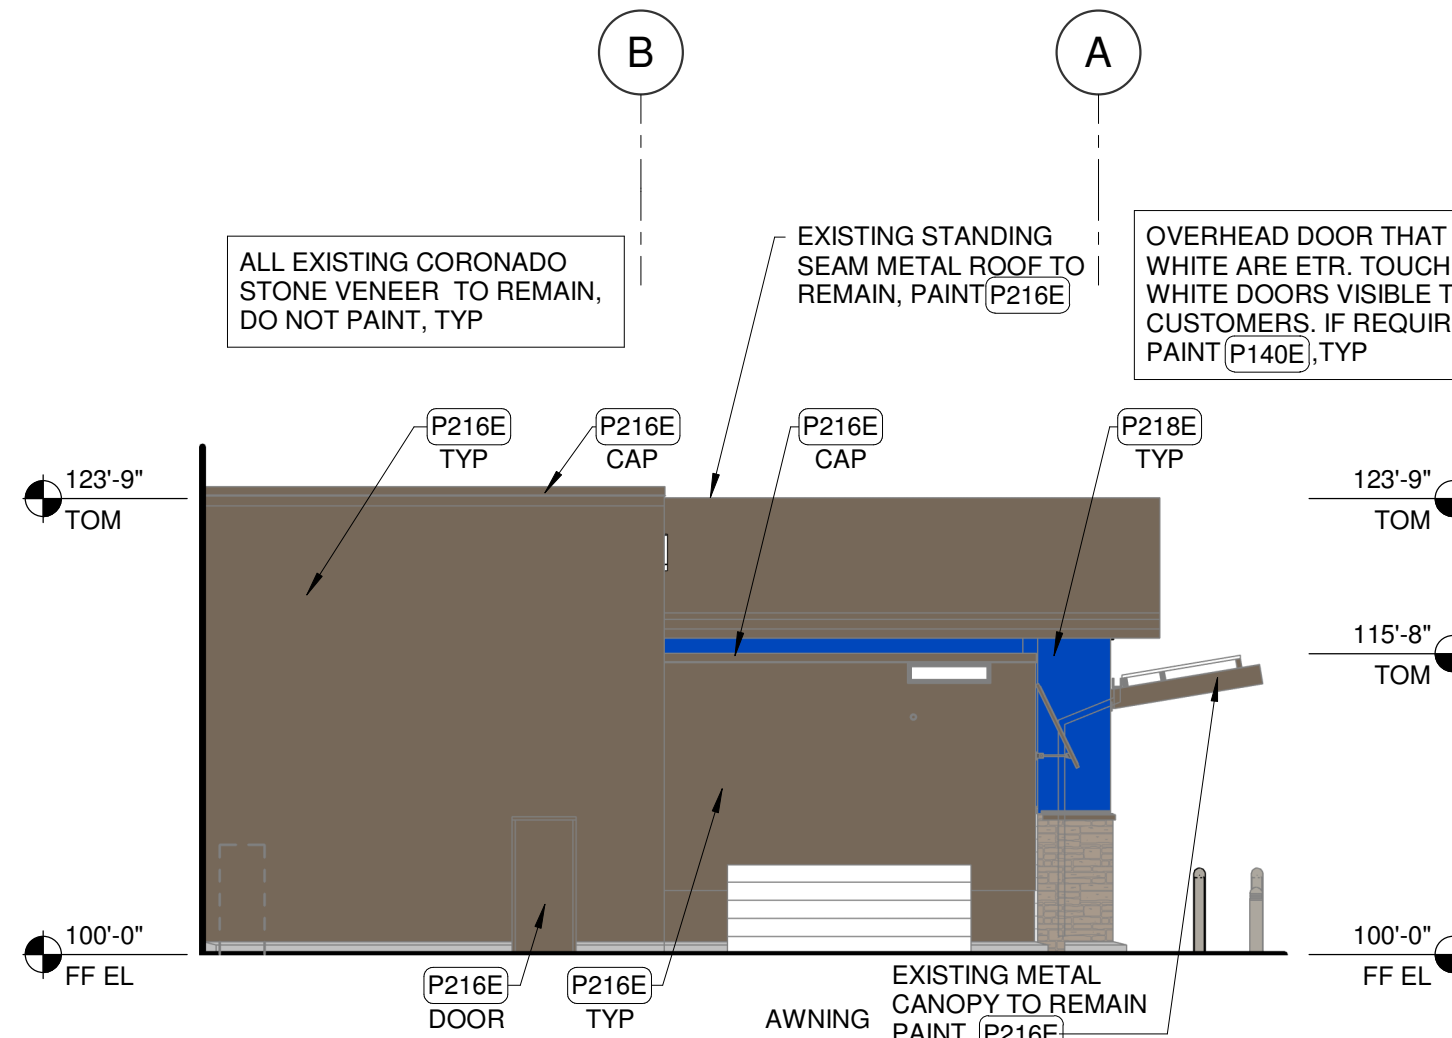 B
A
ALL EXISTING CORONADO
STONE VENEER TO REMAIN,
DO NOT PAINT, TYP
EXISTING STANDING
SEAM METAL ROOF TO
REMAIN, PAINT P216E
OVERHEAD DOOR THAT
WHITE ARE ETR. TOUCH
WHITE DOORS VISIBLE T
CUSTOMERS. IF REQUIR
PAINT P140E ,TYP
P216E
TYP
P216E
CAP
P216E
CAP
P218E
TYP
123'-9"
TOM
123'-9"
TOM
115'-8"
TOM
100'-0"
FF EL
100'-0"
FF EL
P216E
DOOR
P216E
TYP
AWNING
EXISTING METAL
CANOPY TO REMAIN
PAINT P216E